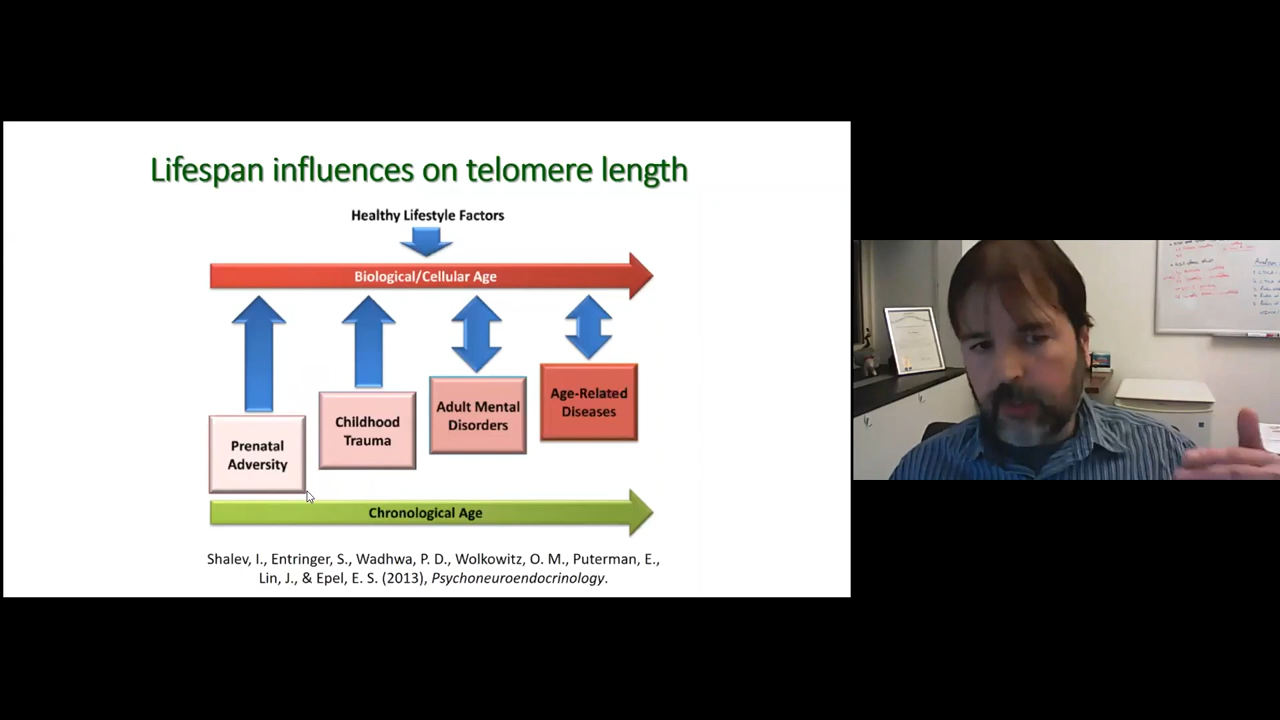 Lifespan influences on telomere length
Healthy Lifestyle Factors
Biological/Cellular Age
Prenatal
Adversity
Childhood
Trauma
Adult Mental
Disorders
Age-Related
Diseases
Chronological Age
Shalev, I., Entringer, S., Wadhwa, P. D., Wolkowitz, O. M., Puterman, E.,
Lin, J., & Epel, E. S. (2013), Psychoneuroendocrinology.